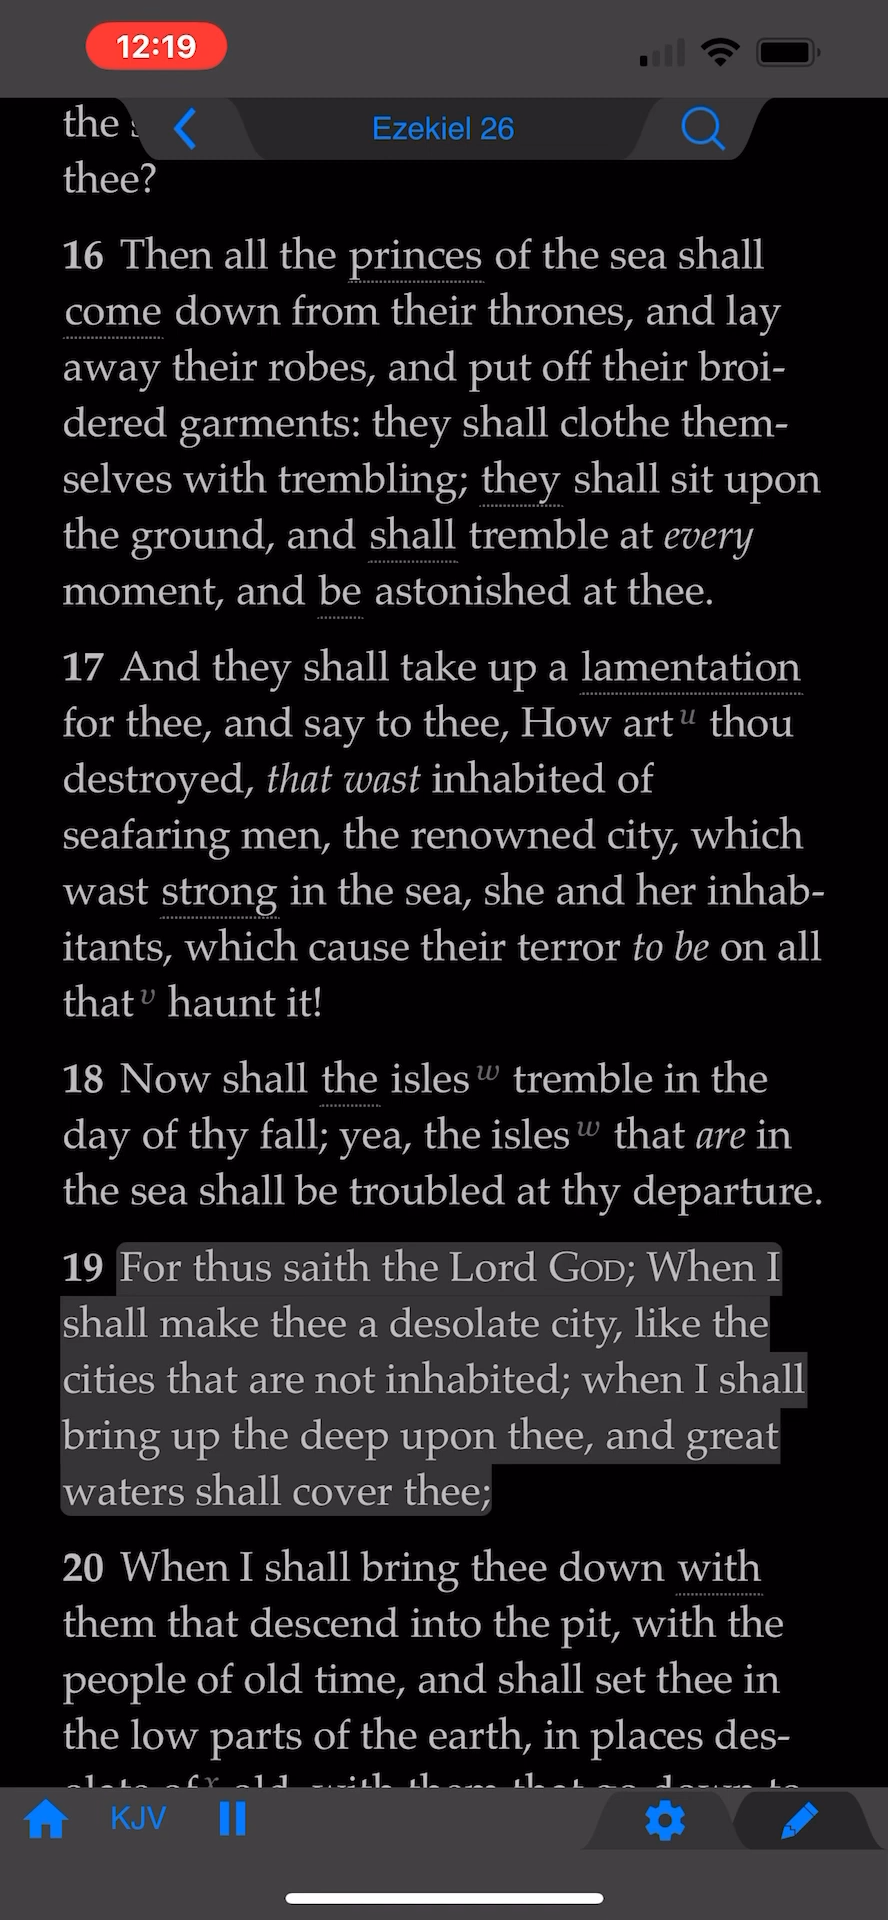 12:19
the
Ezekiel 26
thee?
16 Then all the princes of the sea shall
come down from their thrones, and lay
away their robes, and put off their broi-
dered garments: they shall clothe them-
selves with trembling; they shall sit upon
the ground, and shall tremble at every
moment, and be astonished at thee.
17 And they shall take up a lamentation
for thee, and say to thee, How art u thou
destroyed, that wast inhabited of
seafaring men, the renowned city, which
wast strong in the sea, she and her inhab-
itants, which cause their terror to be on all
that v haunt it!
18 Now shall the isles w tremble in the
day of thy fall; yea, the isles w that are in
the sea shall be troubled at thy departure.
19 For thus saith the Lord GOD; When I
shall make thee a desolate city, like the
cities that are not inhabited; when I shall
bring up the deep upon thee, and great
waters shall cover thee;
20 When I shall bring thee down with
them that descend into the pit, with the
people of old time, and shall set thee in
the low parts of the earth, in places des-
olate of x old, with them that go down to
KJV